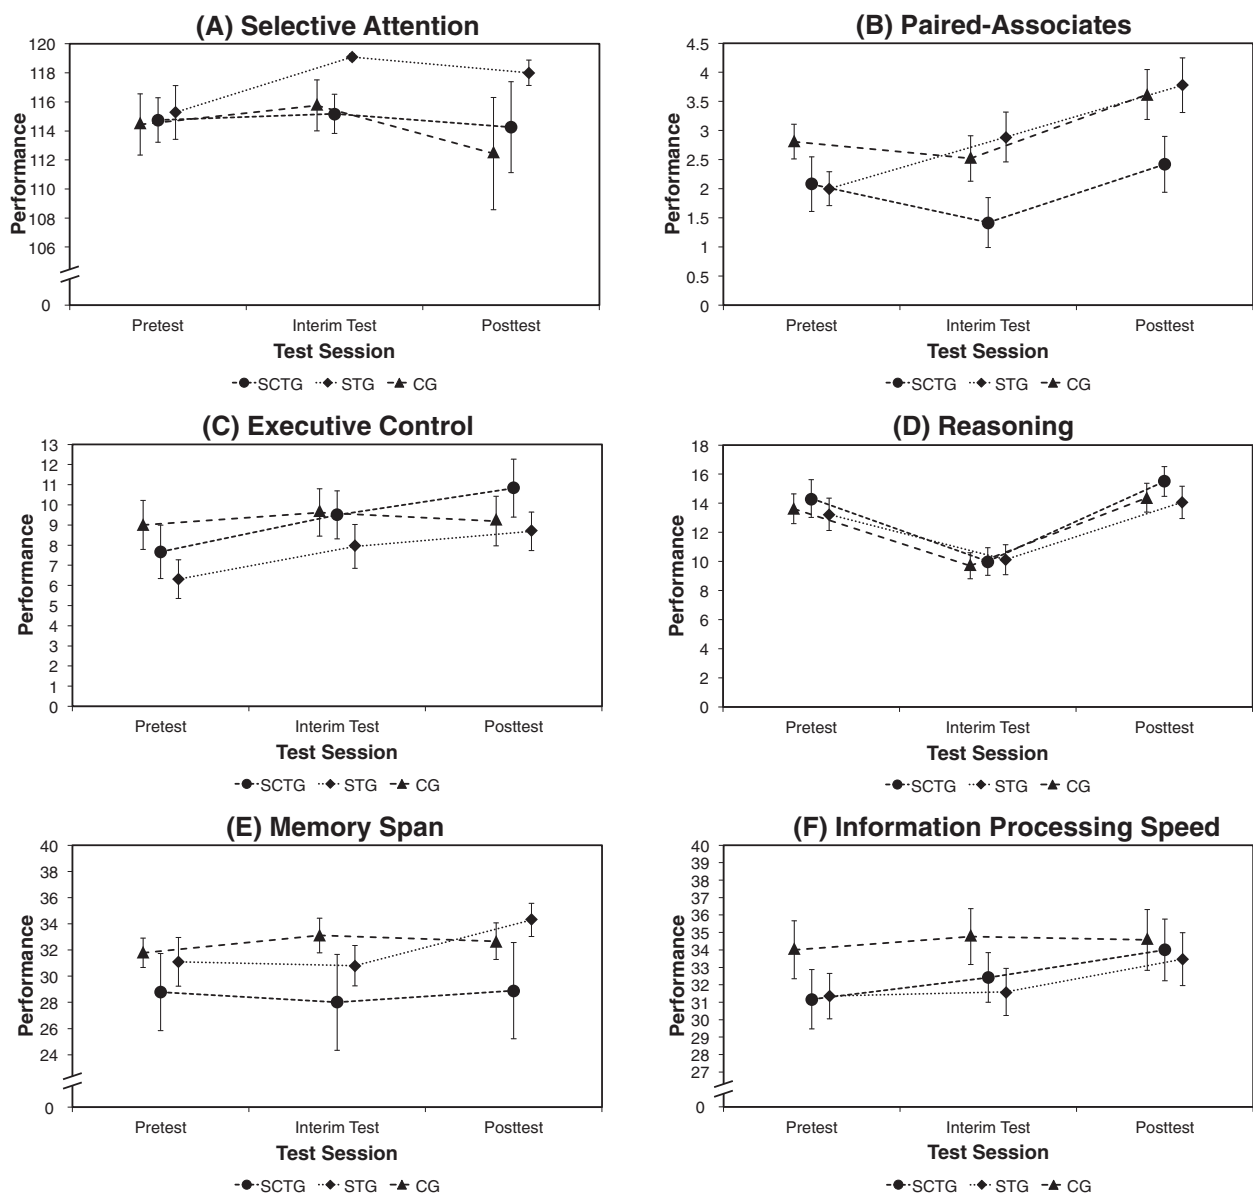 (A) Selective Attention
120
118
116
114
112
110
108
106
0
Performance
Pretest Interim Test Posttest
Test Session
SCTG STG CG
(B) Paired-Associates
4.5
4
3.5
3
2.5
2
1.5
1
0.5
0
Performance
Pretest Interim Test Posttest
Test Session
SCTG STG CG
(C) Executive Control
13
12
11
10
9
8
7
6
5
4
3
2
1
0
Performance
Pretest Interim Test Posttest
Test Session
SCTG STG CG
(D) Reasoning
18
16
14
12
10
8
6
4
2
0
Performance
Pretest Interim Test Posttest
Test Session
SCTG STG CG
(E) Memory Span
40
38
36
34
32
30
28
26
24
0
Performance
Pretest Interim Test Posttest
Test Session
SCTG STG CG
(F) Information Processing Speed
40
39
38
37
36
35
34
33
32
31
30
29
28
27
0
Performance
Pretest Interim Test Posttest
Test Session
SCTG STG CG